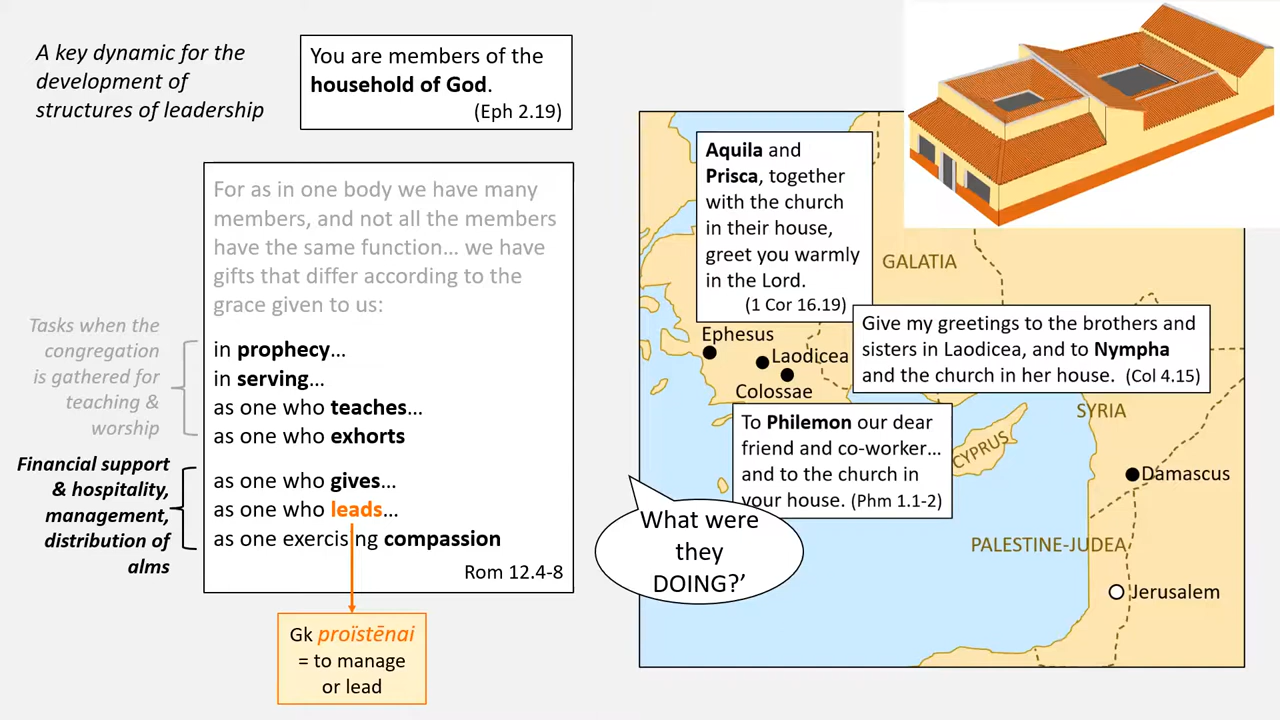 A key dynamic for the
development of
structures of leadership
You are members of the
household of God.
(Eph 2.19)
For as in one body we have many
members, and not all the members
have the same function... we have
gifts that differ according to the
grace given to us:
Tasks when the
congregation
is gathered for
teaching &
worship
in prophecy...
in serving...
as one who teaches...
as one who exhorts
Financial support
& hospitality,
management,
distribution of
alms
as one who gives...
as one who leads...
as one exercising compassion
Rom 12.4-8
Gk proïstēnai
= to manage
or lead
Aquila and
Prisca, together
with the church
in their house,
greet you warmly
in the Lord.
(1 Cor 16.19)
GALATIA
Give my greetings to the brothers and
sisters in Laodicea, and to Nympha
and the church in her house. (Col 4.15)
Ephesus
Laodicea
Colossae
To Philemon our dear
friend and co-worker...
and to the church in
your house. (Phm 1.1-2)
CYPRUS
SYRIA
Damascus
What were
they
DOING?'
PALESTINE-JUDEA
Jerusalem